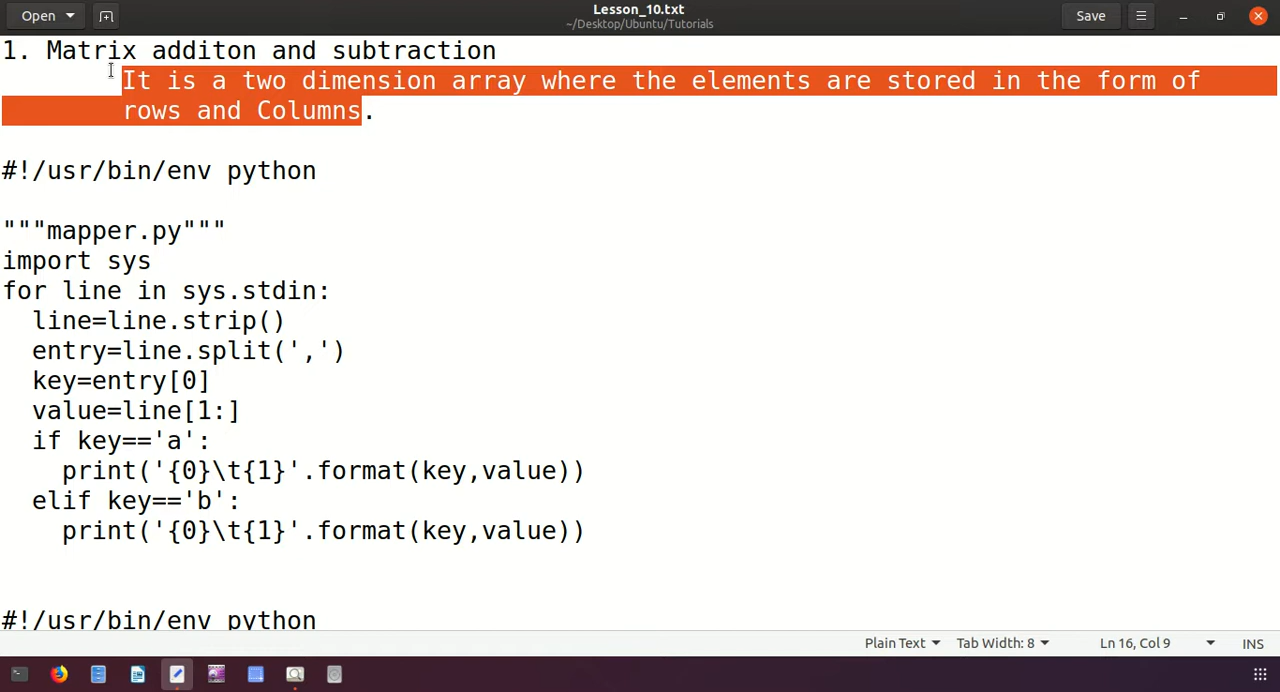 Open
Lesson_10.txt
~/Desktop/Ubuntu/Tutorials
Save
1. Matrix additon and subtraction
It is a two dimension array where the elements are stored in the form of
rows and Columns.
#!/usr/bin/env python
"""mapper.py"""
import sys
for line in sys.stdin:
  line=line.strip()
  entry=line.split(',')
  key=entry[0]
  value=line[1:]
  if key=='a':
    print('{0}\t{1}'.format(key,value))
  elif key=='b':
    print('{0}\t{1}'.format(key,value))
#!/usr/bin/env python
Plain Text
Tab Width: 8
Ln 16, Col 9
INS